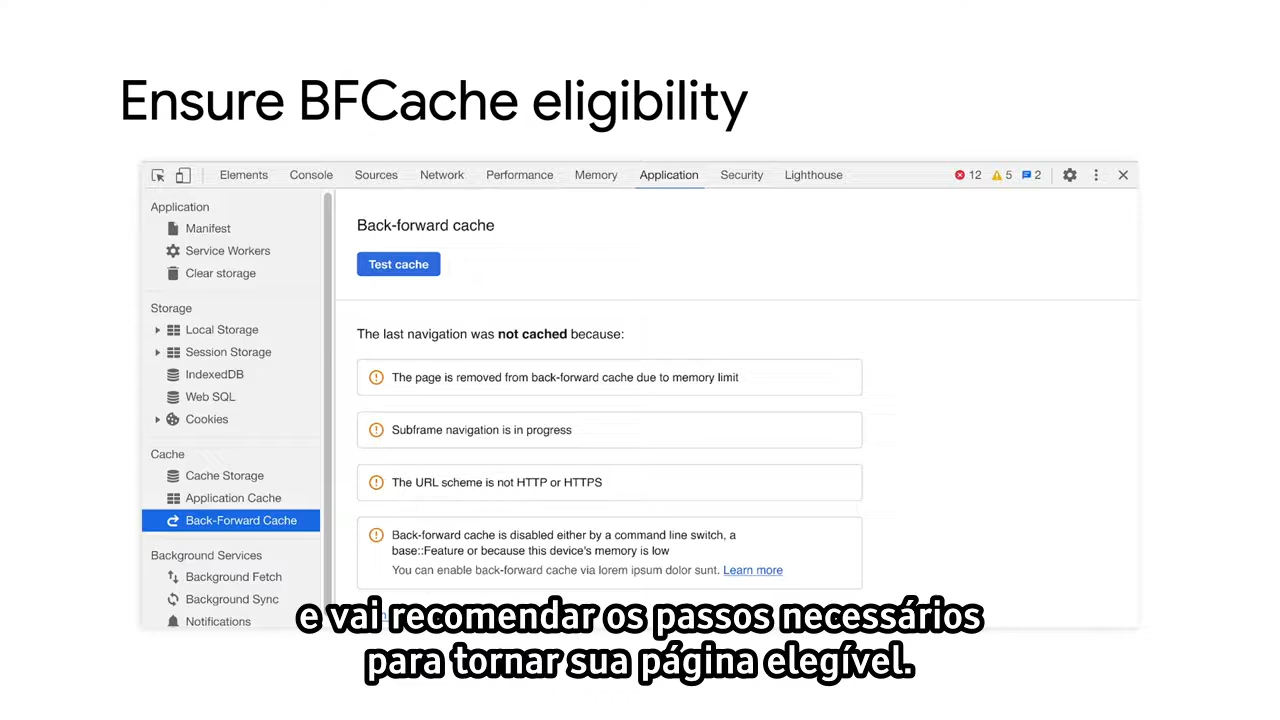 Ensure BFCache eligibility
Elements Console Sources Network Performance Memory Application Security Lighthouse 12 5 2
Application
Manifest
Service Workers
Clear storage
Storage
Local Storage
Session Storage
IndexedDB
Web SQL
Cookies
Cache
Cache Storage
Application Cache
Back-Forward Cache
Background Services
Background Fetch
Background Sync
Notifications
Back-forward cache
Test cache
The last navigation was not cached because:
The page is removed from back-forward cache due to memory limit
Subframe navigation is in progress
The URL scheme is not HTTP or HTTPS
Back-forward cache is disabled either by a command line switch, a
base::Feature or because this device's memory is low
You can enable back-forward cache via lorem ipsum dolor sunt. Learn more
e vai recomendar os passos necessários
para tornar sua página elegível.